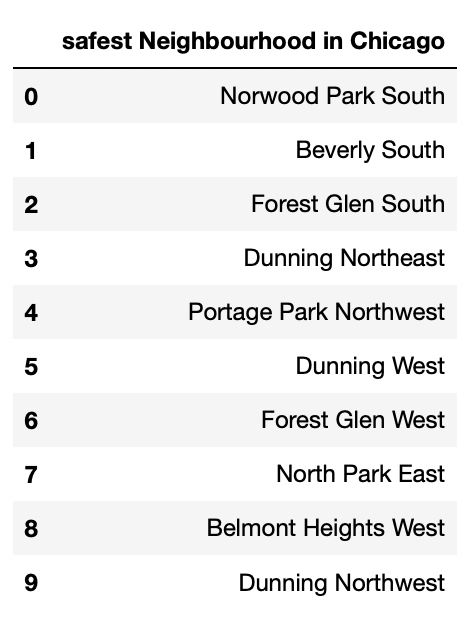 safest Neighbourhood in Chicago
0 Norwood Park South
1 Beverly South
2 Forest Glen South
3 Dunning Northeast
4 Portage Park Northwest
5 Dunning West
6 Forest Glen West
7 North Park East
8 Belmont Heights West
9 Dunning Northwest